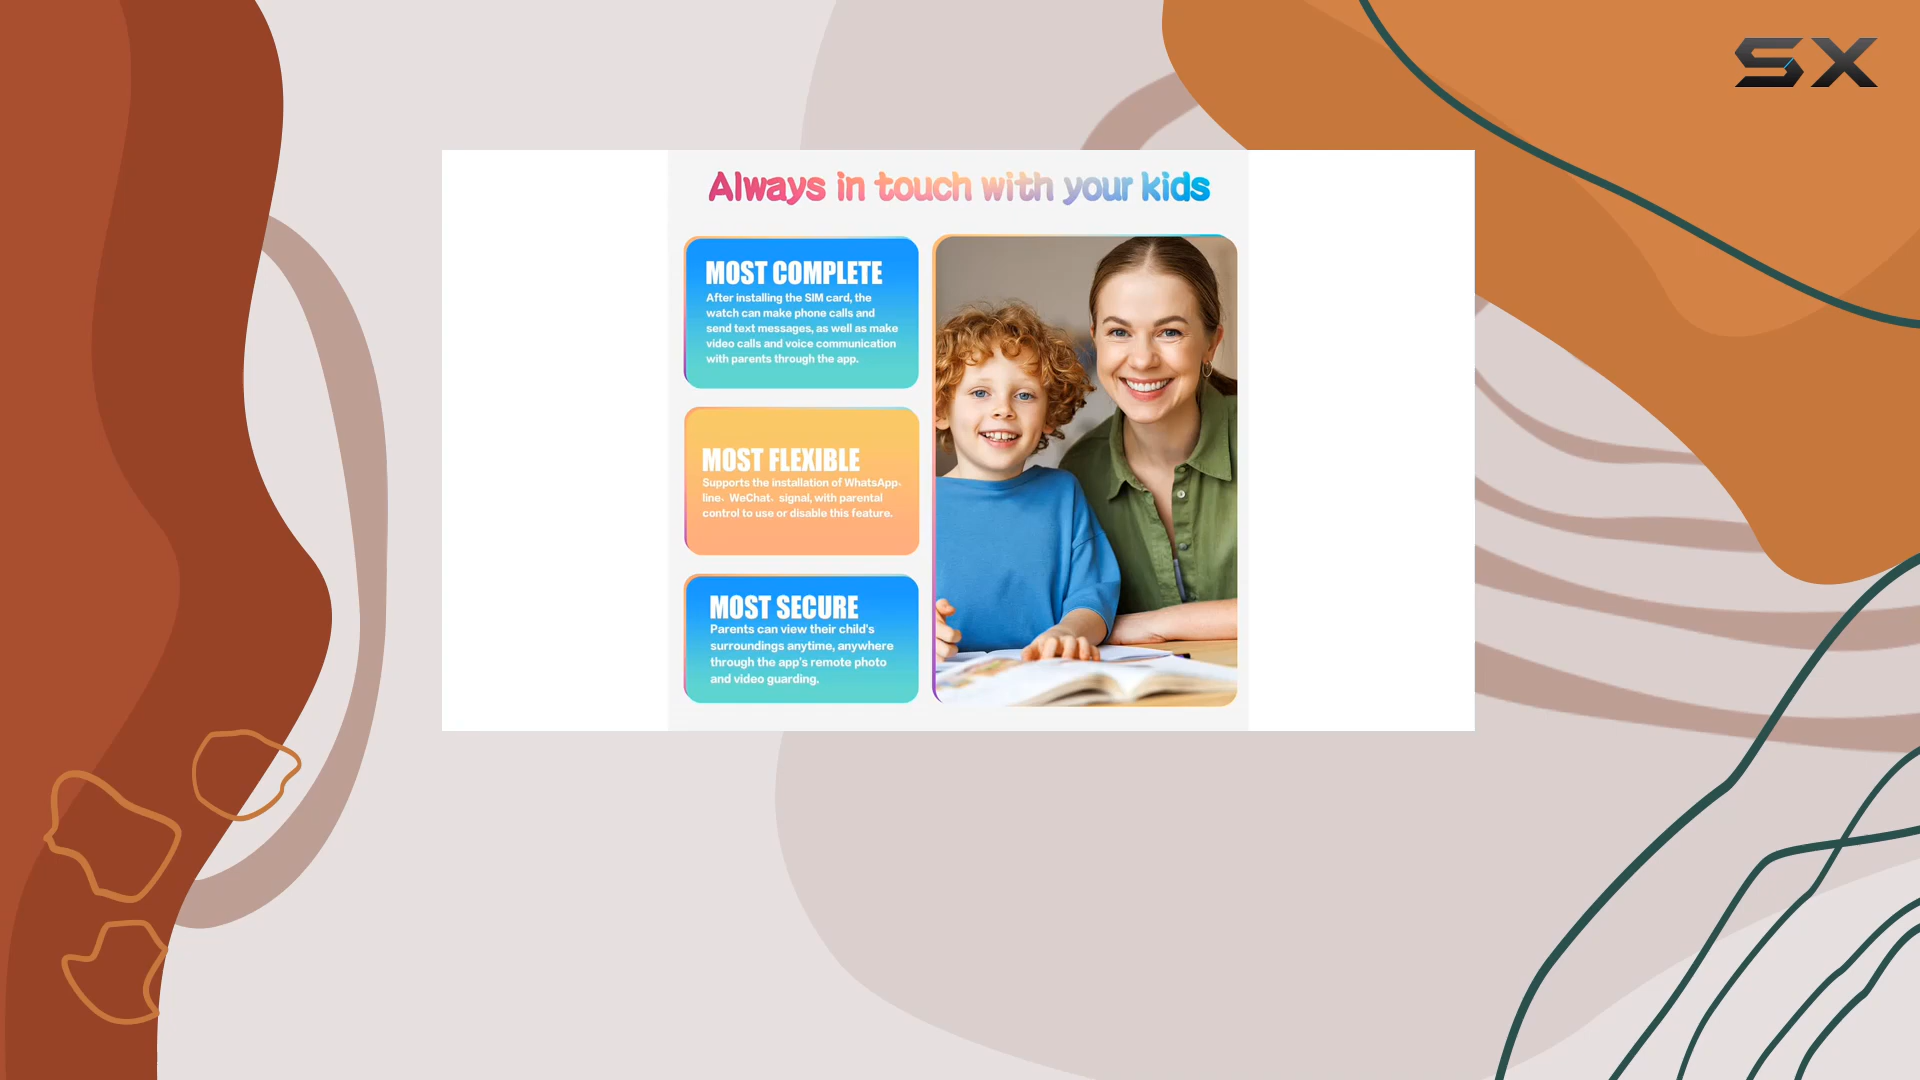 SX
Always in touch with your kids
MOST COMPLETE
After installing the SIM card, the
watch can make phone calls and
send text messages, as well as make
video calls and voice communication
with parents through the app.
MOST FLEXIBLE
Supports the installation of WhatsApp、
line、WeChat、signal, with parental
control to use or disable this feature.
MOST SECURE
Parents can view their child's
surroundings anytime, anywhere
through the app's remote photo
and video guarding.